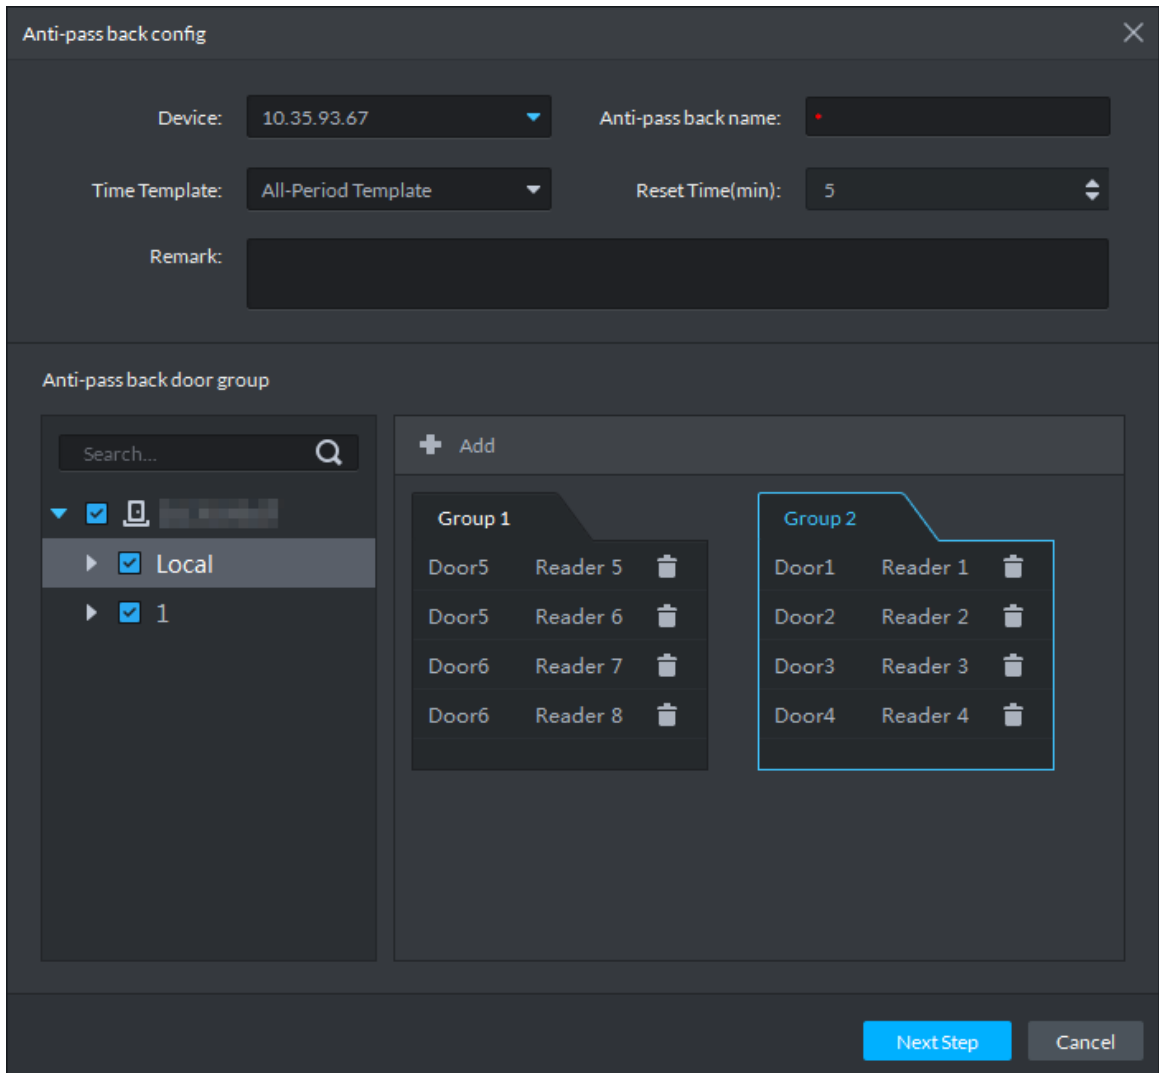 Anti-pass back config
Device: 10.35.93.67 Anti-pass back name: *
Time Template: All-Period Template Reset Time(min): 5
Remark:
Anti-pass back door group
Search...
Add
Local
1
Group 1
Door5 Reader 5
Door5 Reader 6
Door6 Reader 7
Door6 Reader 8
Group 2
Door1 Reader 1
Door2 Reader 2
Door3 Reader 3
Door4 Reader 4
Next Step Cancel